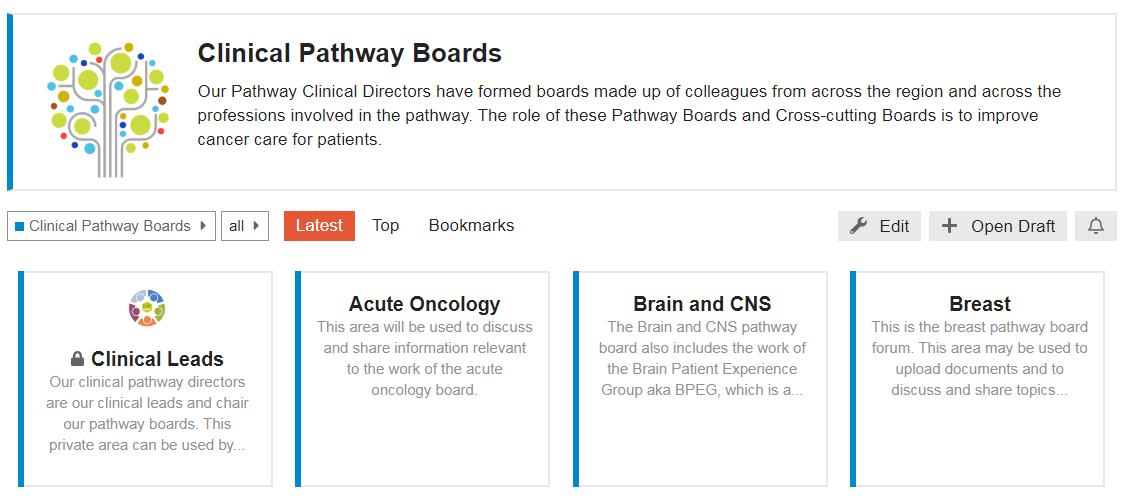 Clinical Pathway Boards
Our Pathway Clinical Directors have formed boards made up of colleagues from across the region and across the
professions involved in the pathway. The role of these Pathway Boards and Cross-cutting Boards is to improve
cancer care for patients.
Clinical Pathway Boards
all
Latest
Top
Bookmarks
Edit
Open Draft
Clinical Leads
Our clinical pathway directors
are our clinical leads and chair
our pathway boards. This
private area can be used by...
Acute Oncology
This area will be used to discuss
and share information relevant
to the work of the acute
oncology board.
Brain and CNS
The Brain and CNS pathway
board also includes the work of
the Brain Patient Experience
Group aka BPEG, which is a...
Breast
This is the breast pathway board
forum. This area may be used to
upload documents and to
discuss and share topics...